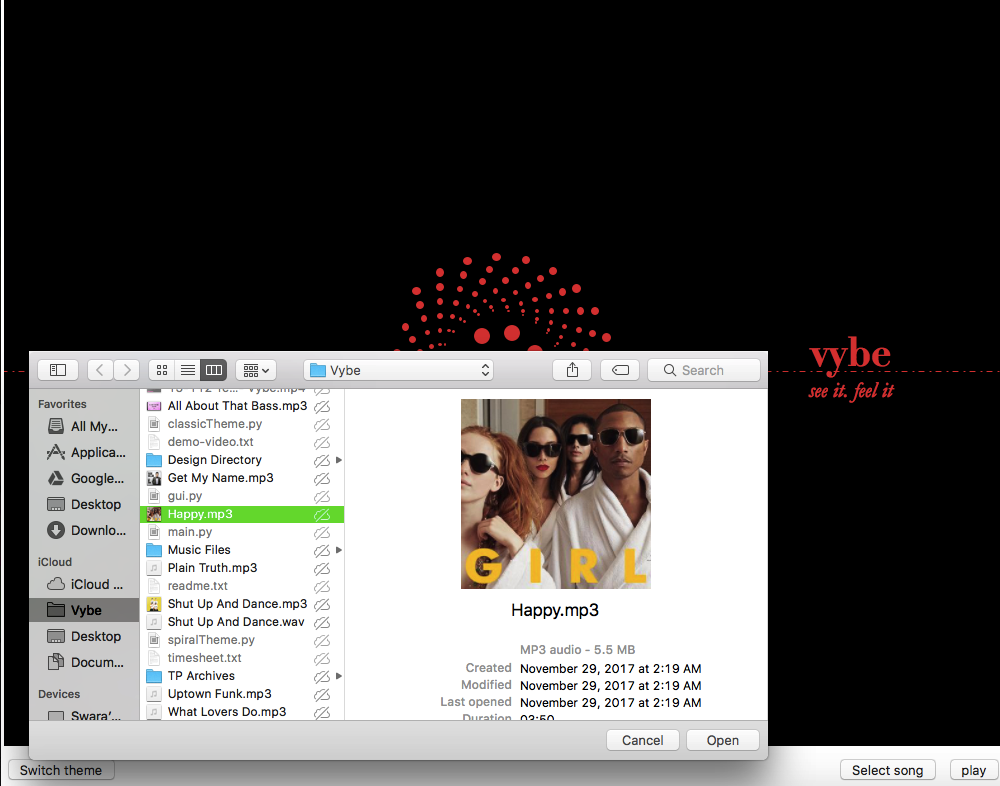 vybe
see it. feel it
Vybe
Search
Favorites
All My...
Applica...
Google...
Desktop
Downlo...
iCloud
iCloud ...
Vybe
Desktop
Docum...
Devices
Swara'...
All About That Bass.mp3
classicTheme.py
demo-video.txt
Design Directory
Get My Name.mp3
gui.py
Happy.mp3
main.py
Music Files
Plain Truth.mp3
readme.txt
Shut Up And Dance.mp3
Shut Up And Dance.wav
spiralTheme.py
timesheet.txt
TP Archives
Uptown Funk.mp3
What Lovers Do.mp3
GIRL
Happy.mp3
MP3 audio - 5.5 MB
Created November 29, 2017 at 2:19 AM
Modified November 29, 2017 at 2:19 AM
Last opened November 29, 2017 at 2:19 AM
Duration 03:50
Cancel
Open
Switch theme
Select song
play